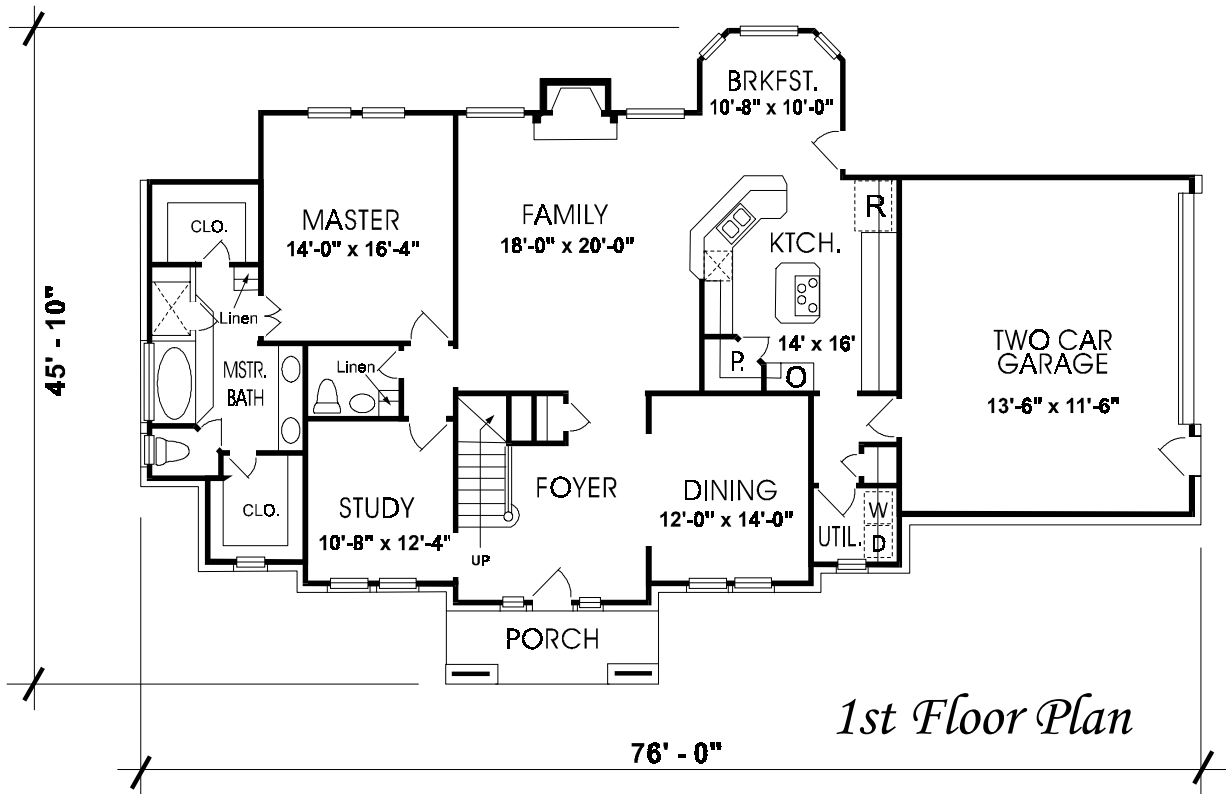 BRKFST.
10'-8" x 10'-0"
MASTER
14'-0" x 16'-4"
FAMILY
18'-0" x 20'-0"
R
CLO.
KTCH.
14' x 16'
Linen
45' - 10"
TWO CAR
GARAGE
13'-6" x 11'-6"
MSTR.
BATH
Linen
P.
O
CLO.
STUDY
10'-8" x 12'-4"
FOYER
DINING
12'-0" x 14'-0"
W
D
UTIL.
UP
PORCH
1st Floor Plan
76' - 0"